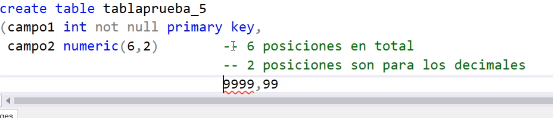 create table tablaprueba_5
(campo1 int not null primary key,
campo2 numeric(6,2) -- 6 posiciones en total
-- 2 posiciones son para los decimales
9999,99
ges